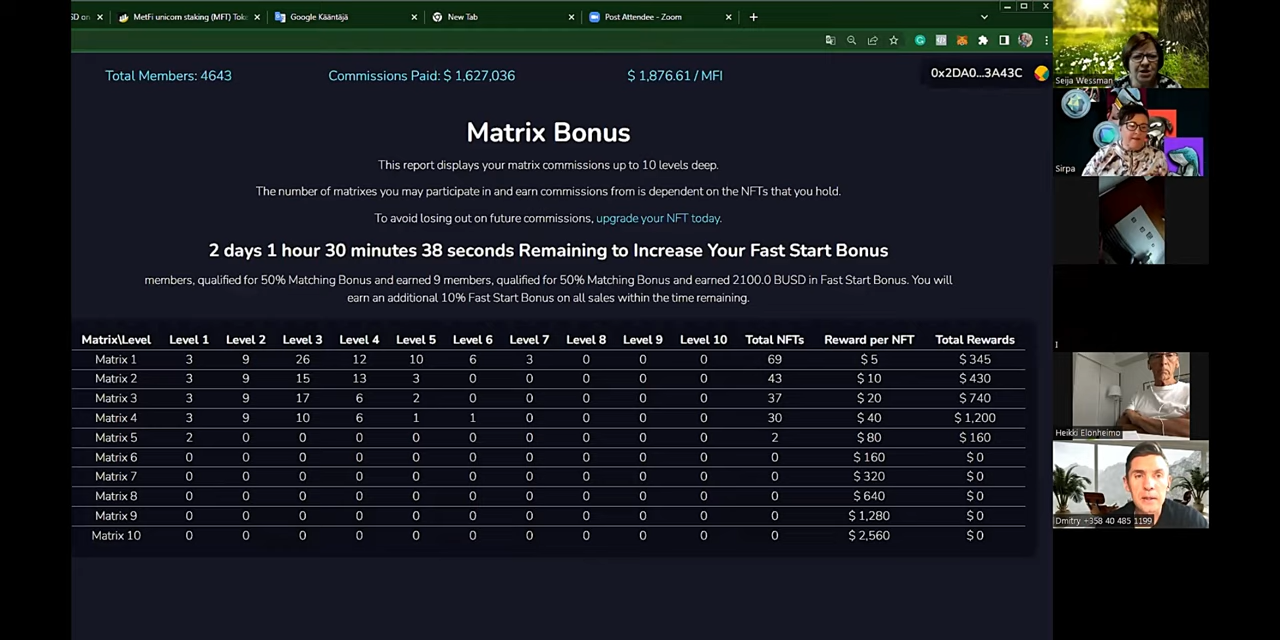 SD on
MetFi unicorn staking (MFT) Toke
Google Kääntäjä
New Tab
Post Attendee - Zoom
Total Members: 4643 Commissions Paid: $ 1,627,036 $ 1,876.61 / MFI 0x2DA0...3A43C
Matrix Bonus
This report displays your matrix commissions up to 10 levels deep.
The number of matrixes you may participate in and earn commissions from is dependent on the NFTs that you hold.
To avoid losing out on future commissions, upgrade your NFT today.
2 days 1 hour 30 minutes 38 seconds Remaining to Increase Your Fast Start Bonus
members, qualified for 50% Matching Bonus and earned 9 members, qualified for 50% Matching Bonus and earned 2100.0 BUSD in Fast Start Bonus. You will
earn an additional 10% Fast Start Bonus on all sales within the time remaining.
Matrix\Level Level 1 Level 2 Level 3 Level 4 Level 5 Level 6 Level 7 Level 8 Level 9 Level 10 Total NFTs Reward per NFT Total Rewards
Matrix 1 3 9 26 12 10 6 3 0 0 0 69 $ 5 $ 345
Matrix 2 3 9 15 13 3 0 0 0 0 0 43 $ 10 $ 430
Matrix 3 3 9 17 6 2 0 0 0 0 0 37 $ 20 $ 740
Matrix 4 3 9 10 6 1 1 0 0 0 0 30 $ 40 $ 1,200
Matrix 5 2 0 0 0 0 0 0 0 0 0 2 $ 80 $ 160
Matrix 6 0 0 0 0 0 0 0 0 0 0 0 $ 160 $ 0
Matrix 7 0 0 0 0 0 0 0 0 0 0 0 $ 320 $ 0
Matrix 8 0 0 0 0 0 0 0 0 0 0 0 $ 640 $ 0
Matrix 9 0 0 0 0 0 0 0 0 0 0 0 $ 1,280 $ 0
Matrix 10 0 0 0 0 0 0 0 0 0 0 0 $ 2,560 $ 0
Seija Wessman
Sirpa
I
Heikki Elonheimo
Dmitry +358 40 485 1199